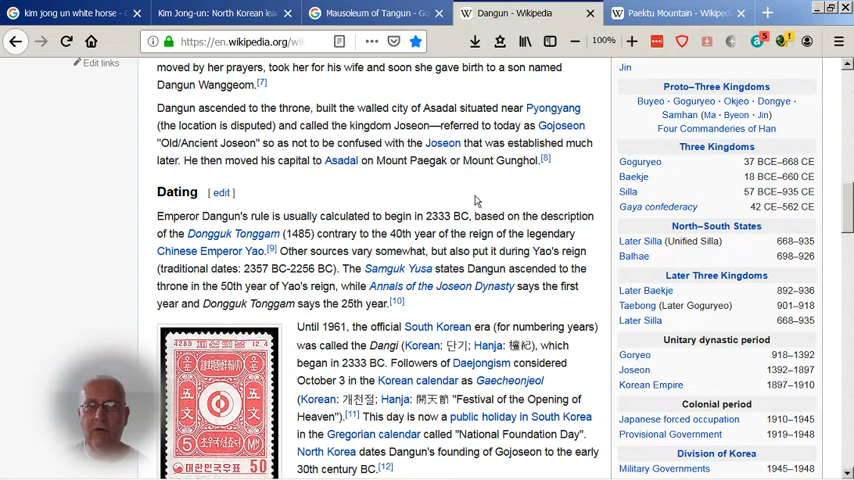 kim jong un white horse - G
Kim Jong-un: North Korean lea
Mausoleum of Tangun - Go
Dangun - Wikipedia
Paektu Mountain - Wikipedi
https://en.wikipedia.org/wi
100%
Edit links
moved by her prayers, took her for his wife and soon she gave birth to a son named
Dangun Wanggeom.[7]
Dangun ascended to the throne, built the walled city of Asadal situated near Pyongyang
(the location is disputed) and called the kingdom Joseon—referred to today as Gojoseon
"Old/Ancient Joseon" so as not to be confused with the Joseon that was established much
later. He then moved his capital to Asadal on Mount Paegak or Mount Gunghol.[8]
Dating [ edit ]
Emperor Dangun's rule is usually calculated to begin in 2333 BC, based on the description
of the Dongguk Tonggam (1485) contrary to the 40th year of the reign of the legendary
Chinese Emperor Yao.[9] Other sources vary somewhat, but also put it during Yao's reign
(traditional dates: 2357 BC-2256 BC). The Samguk Yusa states Dangun ascended to the
throne in the 50th year of Yao's reign, while Annals of the Joseon Dynasty says the first
year and Dongguk Tonggam says the 25th year.[10]
Until 1961, the official South Korean era (for numbering years)
was called the Dangi (Korean: 단기; Hanja: 檀紀), which
began in 2333 BC. Followers of Daejongism considered
October 3 in the Korean calendar as Gaecheonjeol
(Korean: 개천절; Hanja: 開天節 "Festival of the Opening of
Heaven").[11] This day is now a public holiday in South Korea
in the Gregorian calendar called "National Foundation Day".
North Korea dates Dangun's founding of Gojoseon to the early
30th century BC.[12]
4289 12.4
五 五
文 文
5 50
대한민국우표
Jin
Proto–Three Kingdoms
Buyeo · Goguryeo · Okjeo · Dongye ·
Samhan (Ma · Byeon · Jin)
Four Commanderies of Han
Three Kingdoms
Goguryeo 37 BCE–668 CE
Baekje 18 BCE–660 CE
Silla 57 BCE–935 CE
Gaya confederacy 42 CE–562 CE
North–South States
Later Silla (Unified Silla) 668–935
Balhae 698–926
Later Three Kingdoms
Later Baekje 892–936
Taebong (Later Goguryeo) 901–918
Later Silla 668–935
Unitary dynastic period
Goryeo 918–1392
Joseon 1392–1897
Korean Empire 1897–1910
Colonial period
Japanese forced occupation 1910–1945
Provisional Government 1919–1948
Division of Korea
Military Governments 1945–1948